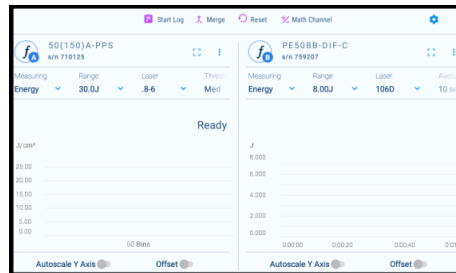 Start Log Merge Reset Math Channel
50(150)A-PPS
s/n 710125
Measuring Range Laser
Energy 30.0J .8-6 Med
Ready
J/cm²
25.00
20.00
15.00
10.00
5.00
0.00
50 Bins
Autoscale Y Axis Offset
PE50BB-DIF-C
s/n 759207
Measuring Range Laser
Energy 8.00J 106D
J
8.000
6.000
4.000
2.000
0.000
0:00:00 0:00:20 0:00:40
Autoscale Y Axis Offset